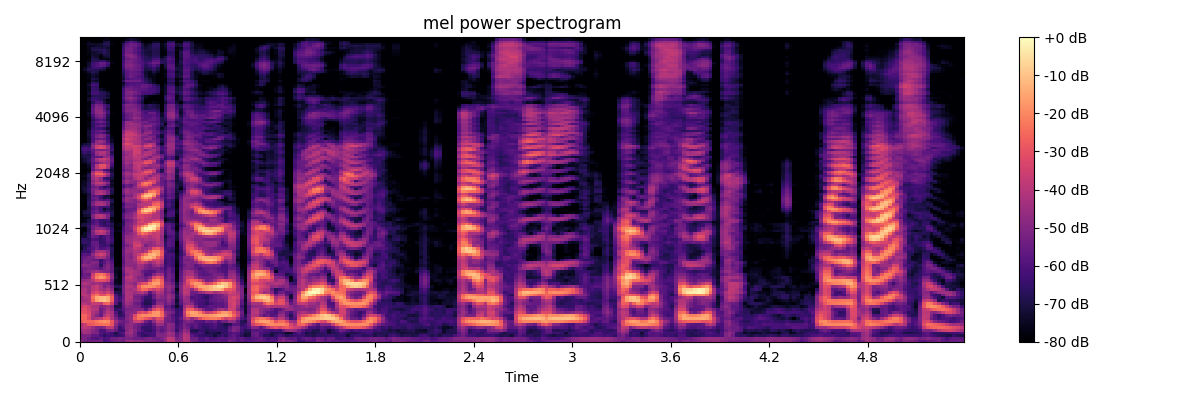 mel power spectrogram
8192
4096
2048
1024
512
0
Hz
0 0.6 1.2 1.8 2.4 3 3.6 4.2 4.8
Time
+0 dB
-10 dB
-20 dB
-30 dB
-40 dB
-50 dB
-60 dB
-70 dB
-80 dB